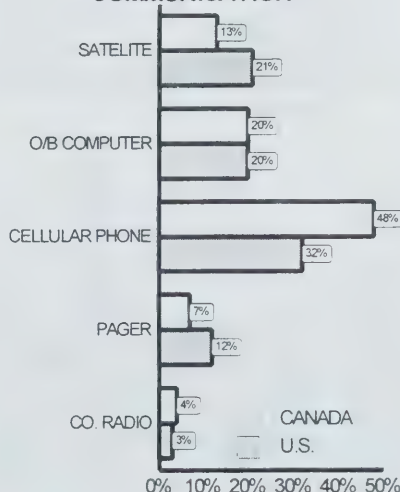 SATELITE
13%
21%
O/B COMPUTER
20%
20%
CELLULAR PHONE
48%
32%
PAGER
7%
12%
CO. RADIO
4%
3%
CANADA
U.S.
0% 10% 20% 30% 40% 50%